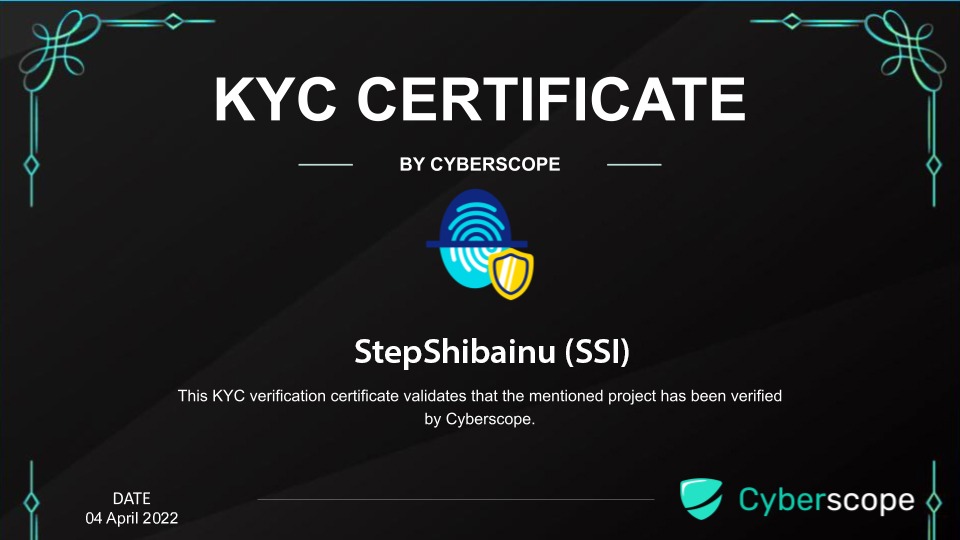 KYC CERTIFICATE
BY CYBERSCOPE
StepShibainu (SSI)
This KYC verification certificate validates that the mentioned project has been verified
by Cyberscope.
DATE
04 April 2022
Cyberscope